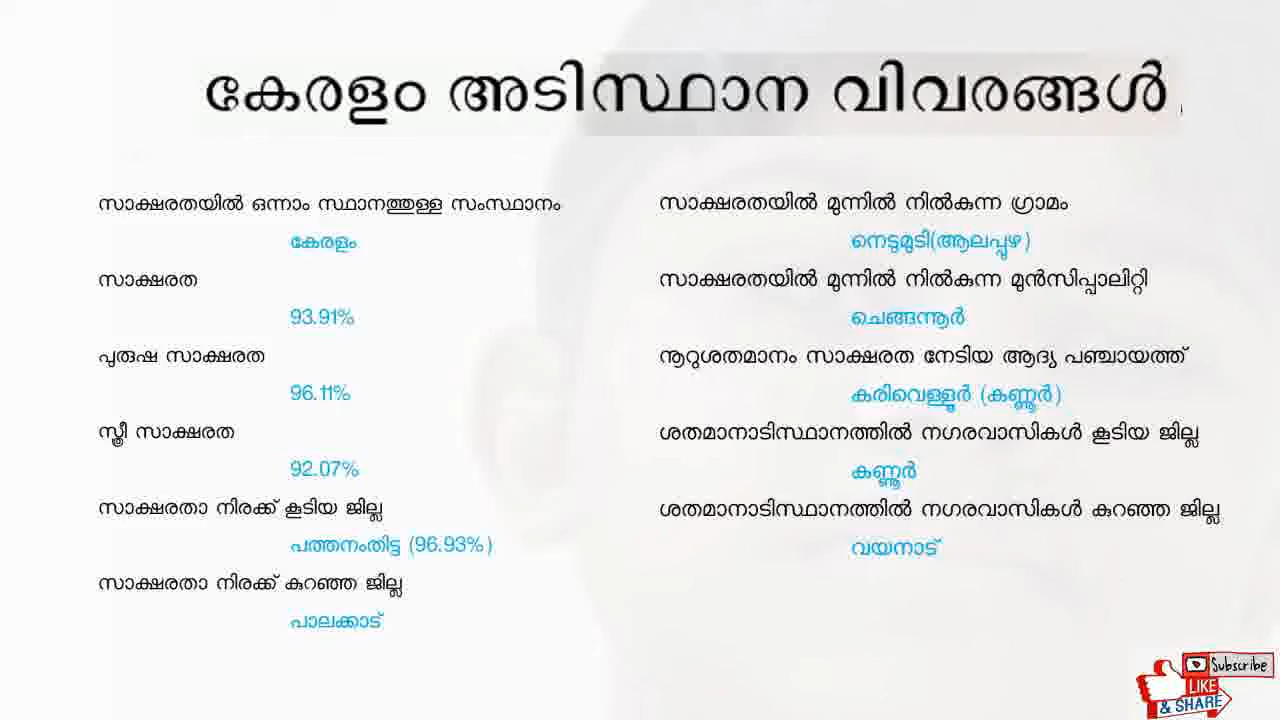 കേരളം അടിസ്ഥാന വിവരങ്ങൾ
സാക്ഷരതയിൽ ഒന്നാം സ്ഥാനത്തുള്ള സംസ്ഥാനം
കേരളം
സാക്ഷരത
93.91%
പുരുഷ സാക്ഷരത
96.11%
സ്ത്രീ സാക്ഷരത
92.07%
സാക്ഷരതാ നിരക്ക് കൂടിയ ജില്ല
പത്തനംതിട്ട (96.93%)
സാക്ഷരതാ നിരക്ക് കുറഞ്ഞ ജില്ല
പാലക്കാട്
സാക്ഷരതയിൽ മുന്നിൽ നിൽകുന്ന ഗ്രാമം
നെടുമുടി(ആലപ്പുഴ)
സാക്ഷരതയിൽ മുന്നിൽ നിൽകുന്ന മുൻസിപ്പാലിറ്റി
ചെങ്ങന്നൂർ
നൂറുശതമാനം സാക്ഷരത നേടിയ ആദ്യ പഞ്ചായത്ത്
കരിവെള്ളൂർ (കണ്ണൂർ)
ശതമാനാടിസ്ഥാനത്തിൽ നഗരവാസികൾ കൂടിയ ജില്ല
കണ്ണൂർ
ശതമാനാടിസ്ഥാനത്തിൽ നഗരവാസികൾ കുറഞ്ഞ ജില്ല
വയനാട്
Subscribe
LIKE
& SHARE